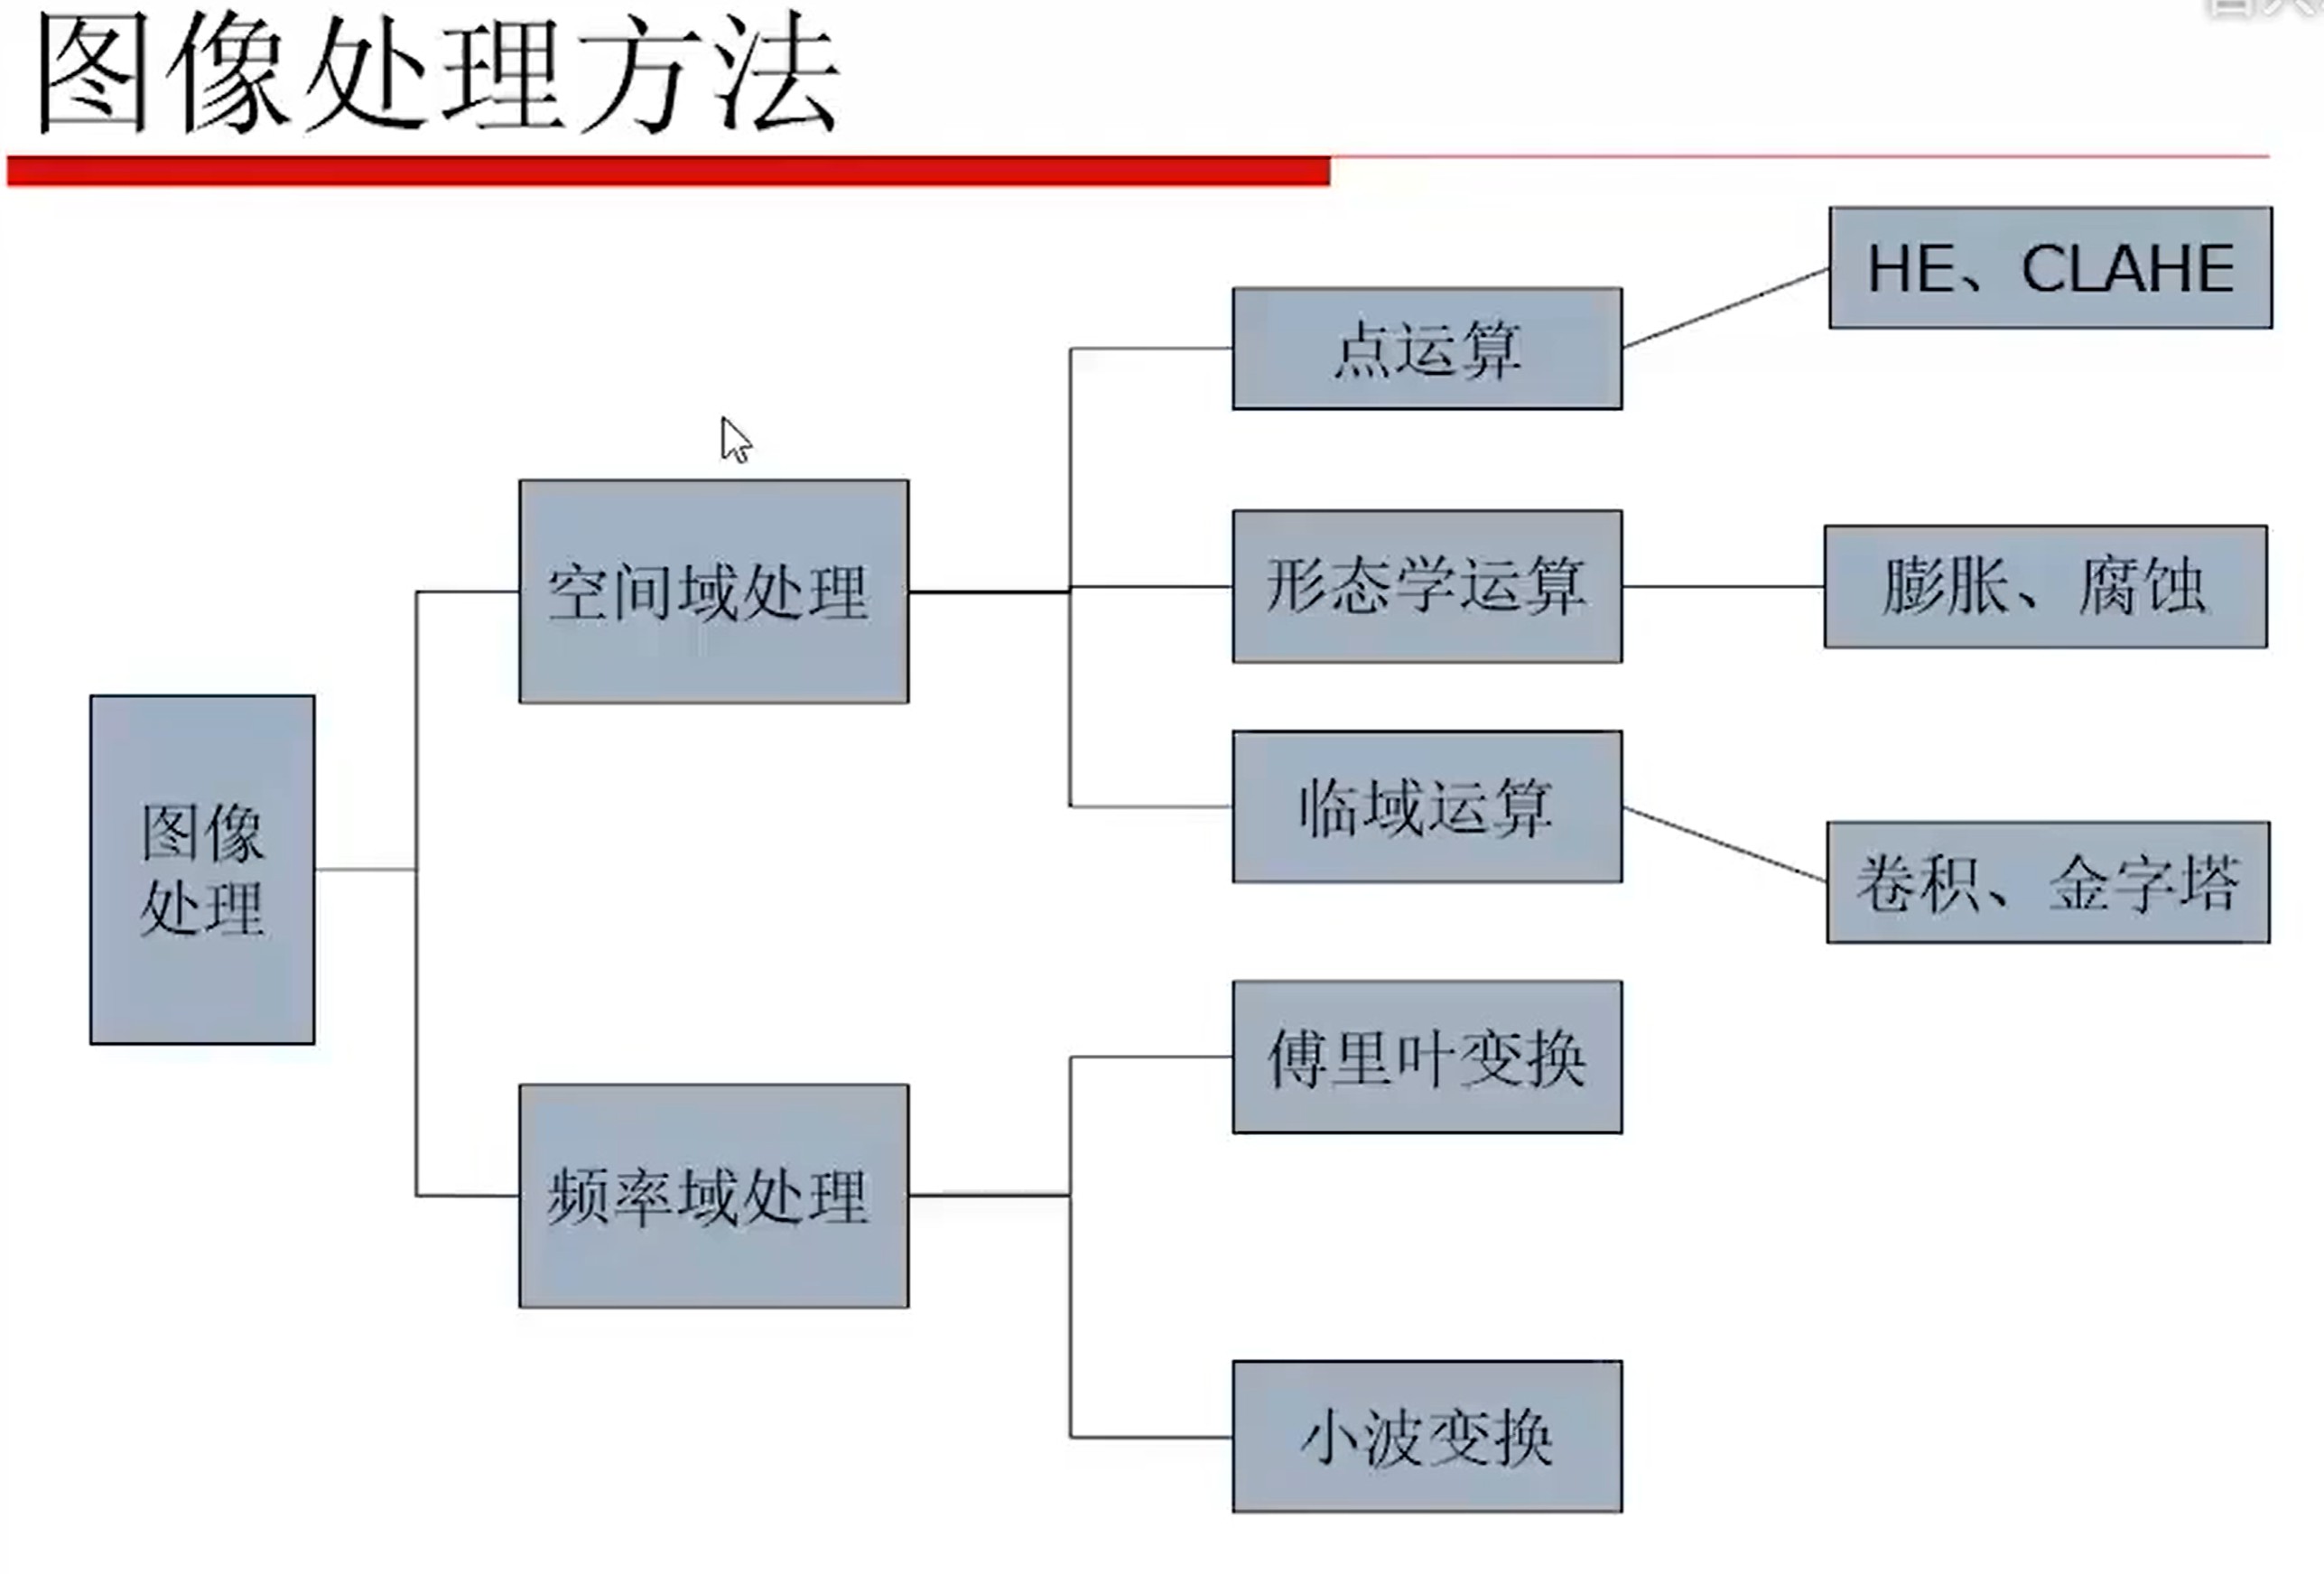 图像处理方法
HE、CLAHE
点运算
空间域处理
形态学运算
膨胀、腐蚀
临域运算
卷积、金字塔
图像
处理
傅里叶变换
频率域处理
小波变换